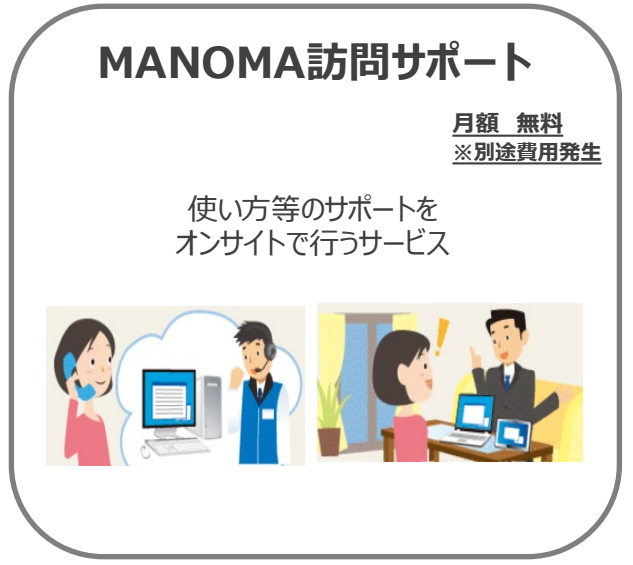 MANOMA訪問サポート
月額　無料
※別途費用発生
使い方等のサポートを
オンサイトで行うサービス